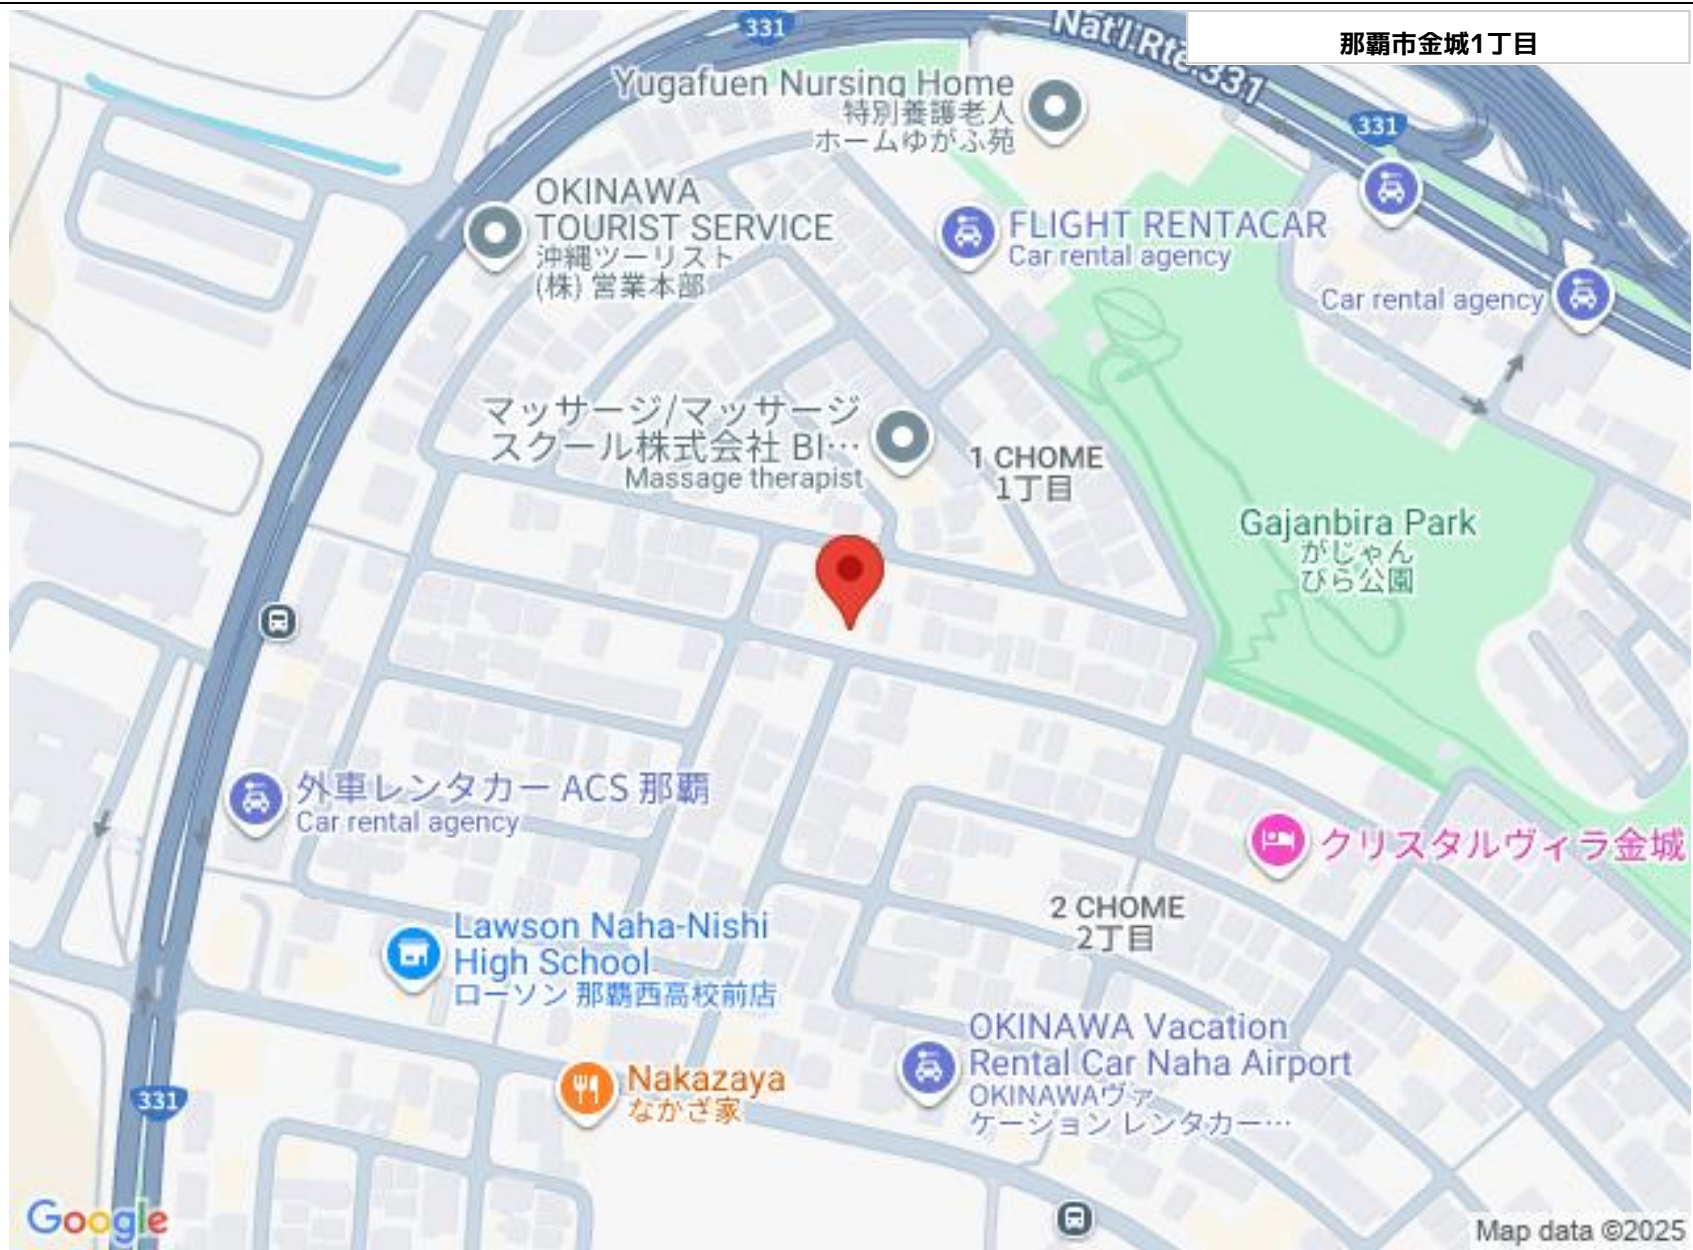 331
Nat'l.Rte.331
那覇市金城1丁目
Yugafuen Nursing Home
特別養護老人
ホームゆがふ苑
331
OKINAWA
TOURIST SERVICE
沖縄ツーリスト
(株) 営業本部
FLIGHT RENTACAR
Car rental agency
Car rental agency
マッサージ/マッサージ
スクール株式会社 BI…
Massage therapist
1 CHOME
1丁目
Gajanbira Park
がじゃん
びら公園
外車レンタカー ACS 那覇
Car rental agency
クリスタルヴィラ金城
2 CHOME
2丁目
Lawson Naha-Nishi
High School
ローソン 那覇西高校前店
OKINAWA Vacation
Rental Car Naha Airport
OKINAWAヴァ
ケーション レンタカー…
Nakazaya
なかざ家
331
Google
Map data ©2025